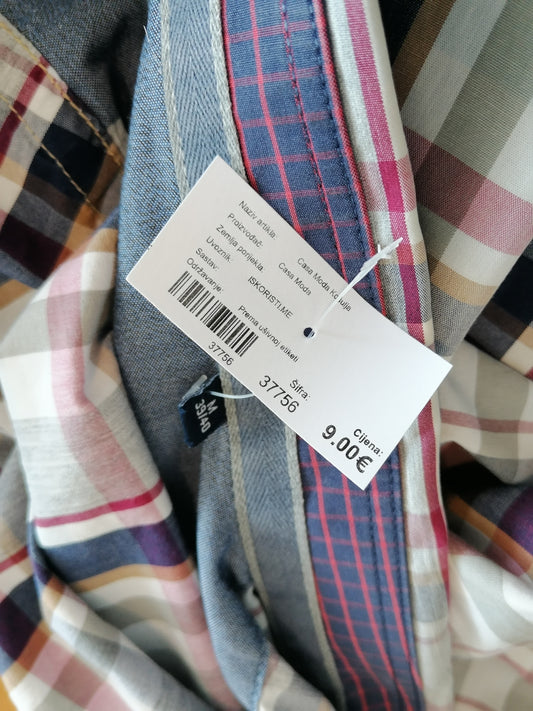 Naziv artikla Casa Moda Košulja
Proizvođač: Casa Moda
Zemlja porijekla
Uvoznik ISKORISTI.ME
Sastav:
Održavanje: Prema ušivnoj etiketi
37756
Šifra:
37756
Cijena:
9.00€
M
39/40